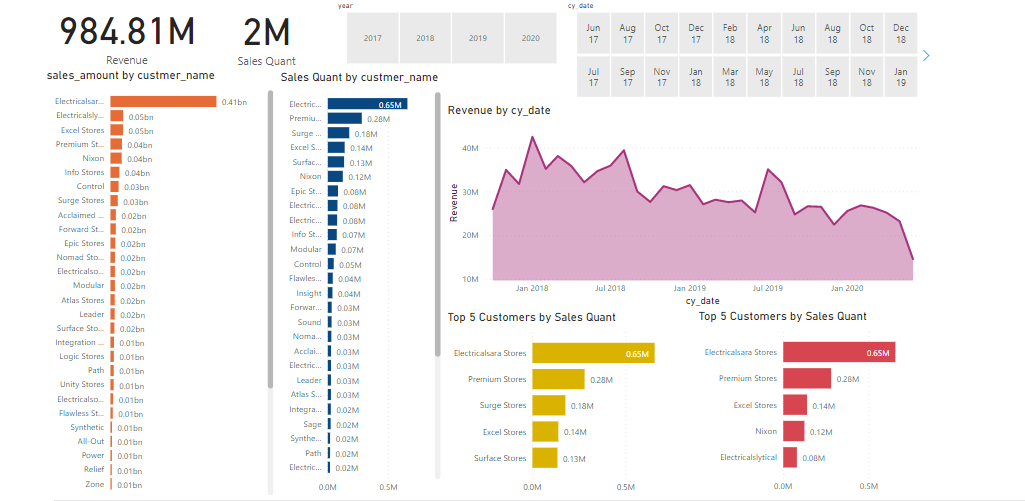 year
cy_date
984.81M
Revenue
2M
Sales Quant
2017
2018
2019
2020
Jun 17
Aug 17
Oct 17
Dec 17
Feb 18
Apr 18
Jun 18
Aug 18
Oct 18
Dec 18
Jul 17
Sep 17
Nov 17
Jan 18
Mar 18
May 18
Jul 18
Sep 18
Nov 18
Jan 19
sales_amount by custmer_name
Electricalsar... 0.41bn
Electricalsly... 0.05bn
Excel Stores 0.05bn
Premium St... 0.04bn
Nixon 0.04bn
Info Stores 0.04bn
Control 0.03bn
Surge Stores 0.03bn
Acclaimed ... 0.02bn
Forward St... 0.02bn
Epic Stores 0.02bn
Nomad Sto... 0.02bn
Electricalso... 0.02bn
Modular 0.02bn
Atlas Stores 0.02bn
Leader 0.02bn
Surface Sto... 0.02bn
Integration ... 0.01bn
Logic Stores 0.01bn
Path 0.01bn
Unity Stores 0.01bn
Electricalso... 0.01bn
Flawless St... 0.01bn
Synthetic 0.01bn
All-Out 0.01bn
Power 0.01bn
Relief 0.01bn
Zone 0.01bn
Sales Quant by custmer_name
Electric... 0.65M
Premiu... 0.28M
Surge ... 0.18M
Excel S... 0.14M
Surfac... 0.13M
Nixon 0.12M
Epic St... 0.08M
Electric... 0.08M
Electric... 0.08M
Info St... 0.07M
Modular 0.07M
Control 0.05M
Flawles... 0.04M
Insight 0.04M
Forwar... 0.03M
Sound 0.03M
Noma... 0.03M
Acclai... 0.03M
Electric... 0.03M
Leader 0.03M
Atlas S... 0.03M
Integra... 0.02M
Sage 0.02M
Synthe... 0.02M
Path 0.02M
Electric... 0.02M
0.0M 0.5M
Revenue by cy_date
Revenue
40M
30M
20M
10M
Jan 2018 Jul 2018 Jan 2019 Jul 2019 Jan 2020
cy_date
Top 5 Customers by Sales Quant
Electricalsara Stores 0.65M
Premium Stores 0.28M
Surge Stores 0.18M
Excel Stores 0.14M
Surface Stores 0.13M
0.0M 0.5M
Top 5 Customers by Sales Quant
Electricalsara Stores 0.65M
Premium Stores 0.28M
Excel Stores 0.14M
Nixon 0.12M
Electricalslytical 0.08M
0.0M 0.5M